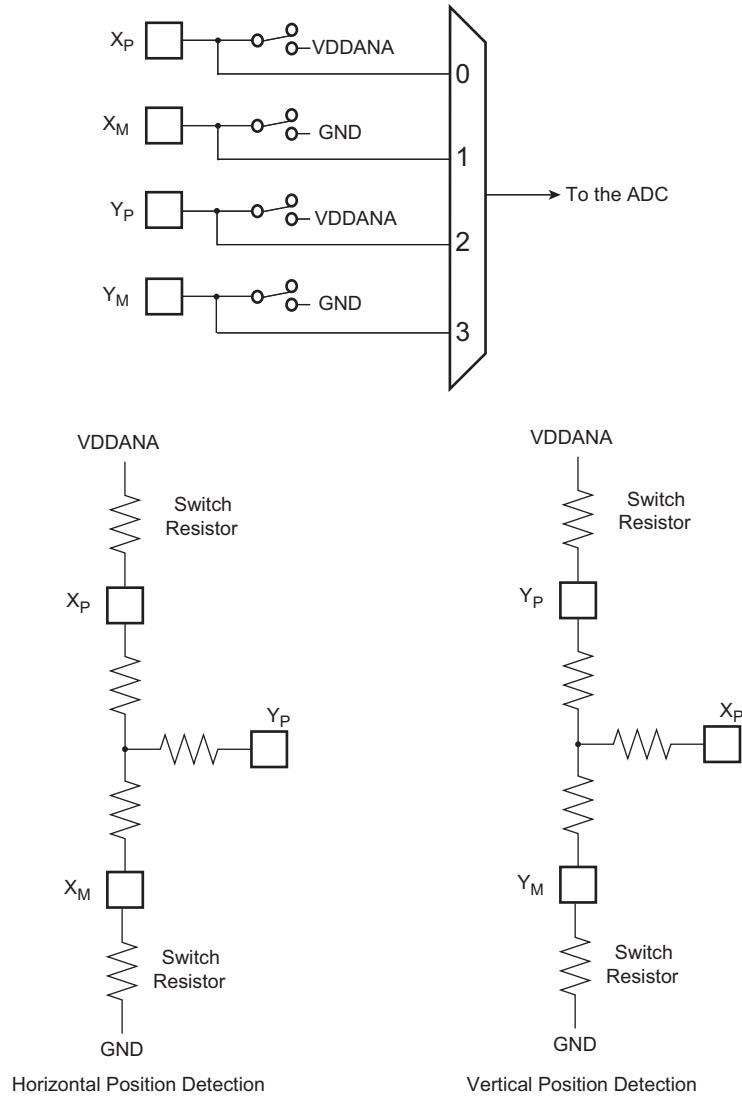 XP
VDDANA
0
XM
GND
1
To the ADC
YP
VDDANA
2
YM
GND
3
VDDANA
Switch
Resistor
XP
YP
XM
Switch
Resistor
GND
Horizontal Position Detection
VDDANA
Switch
Resistor
YP
XP
YM
Switch
Resistor
GND
Vertical Position Detection